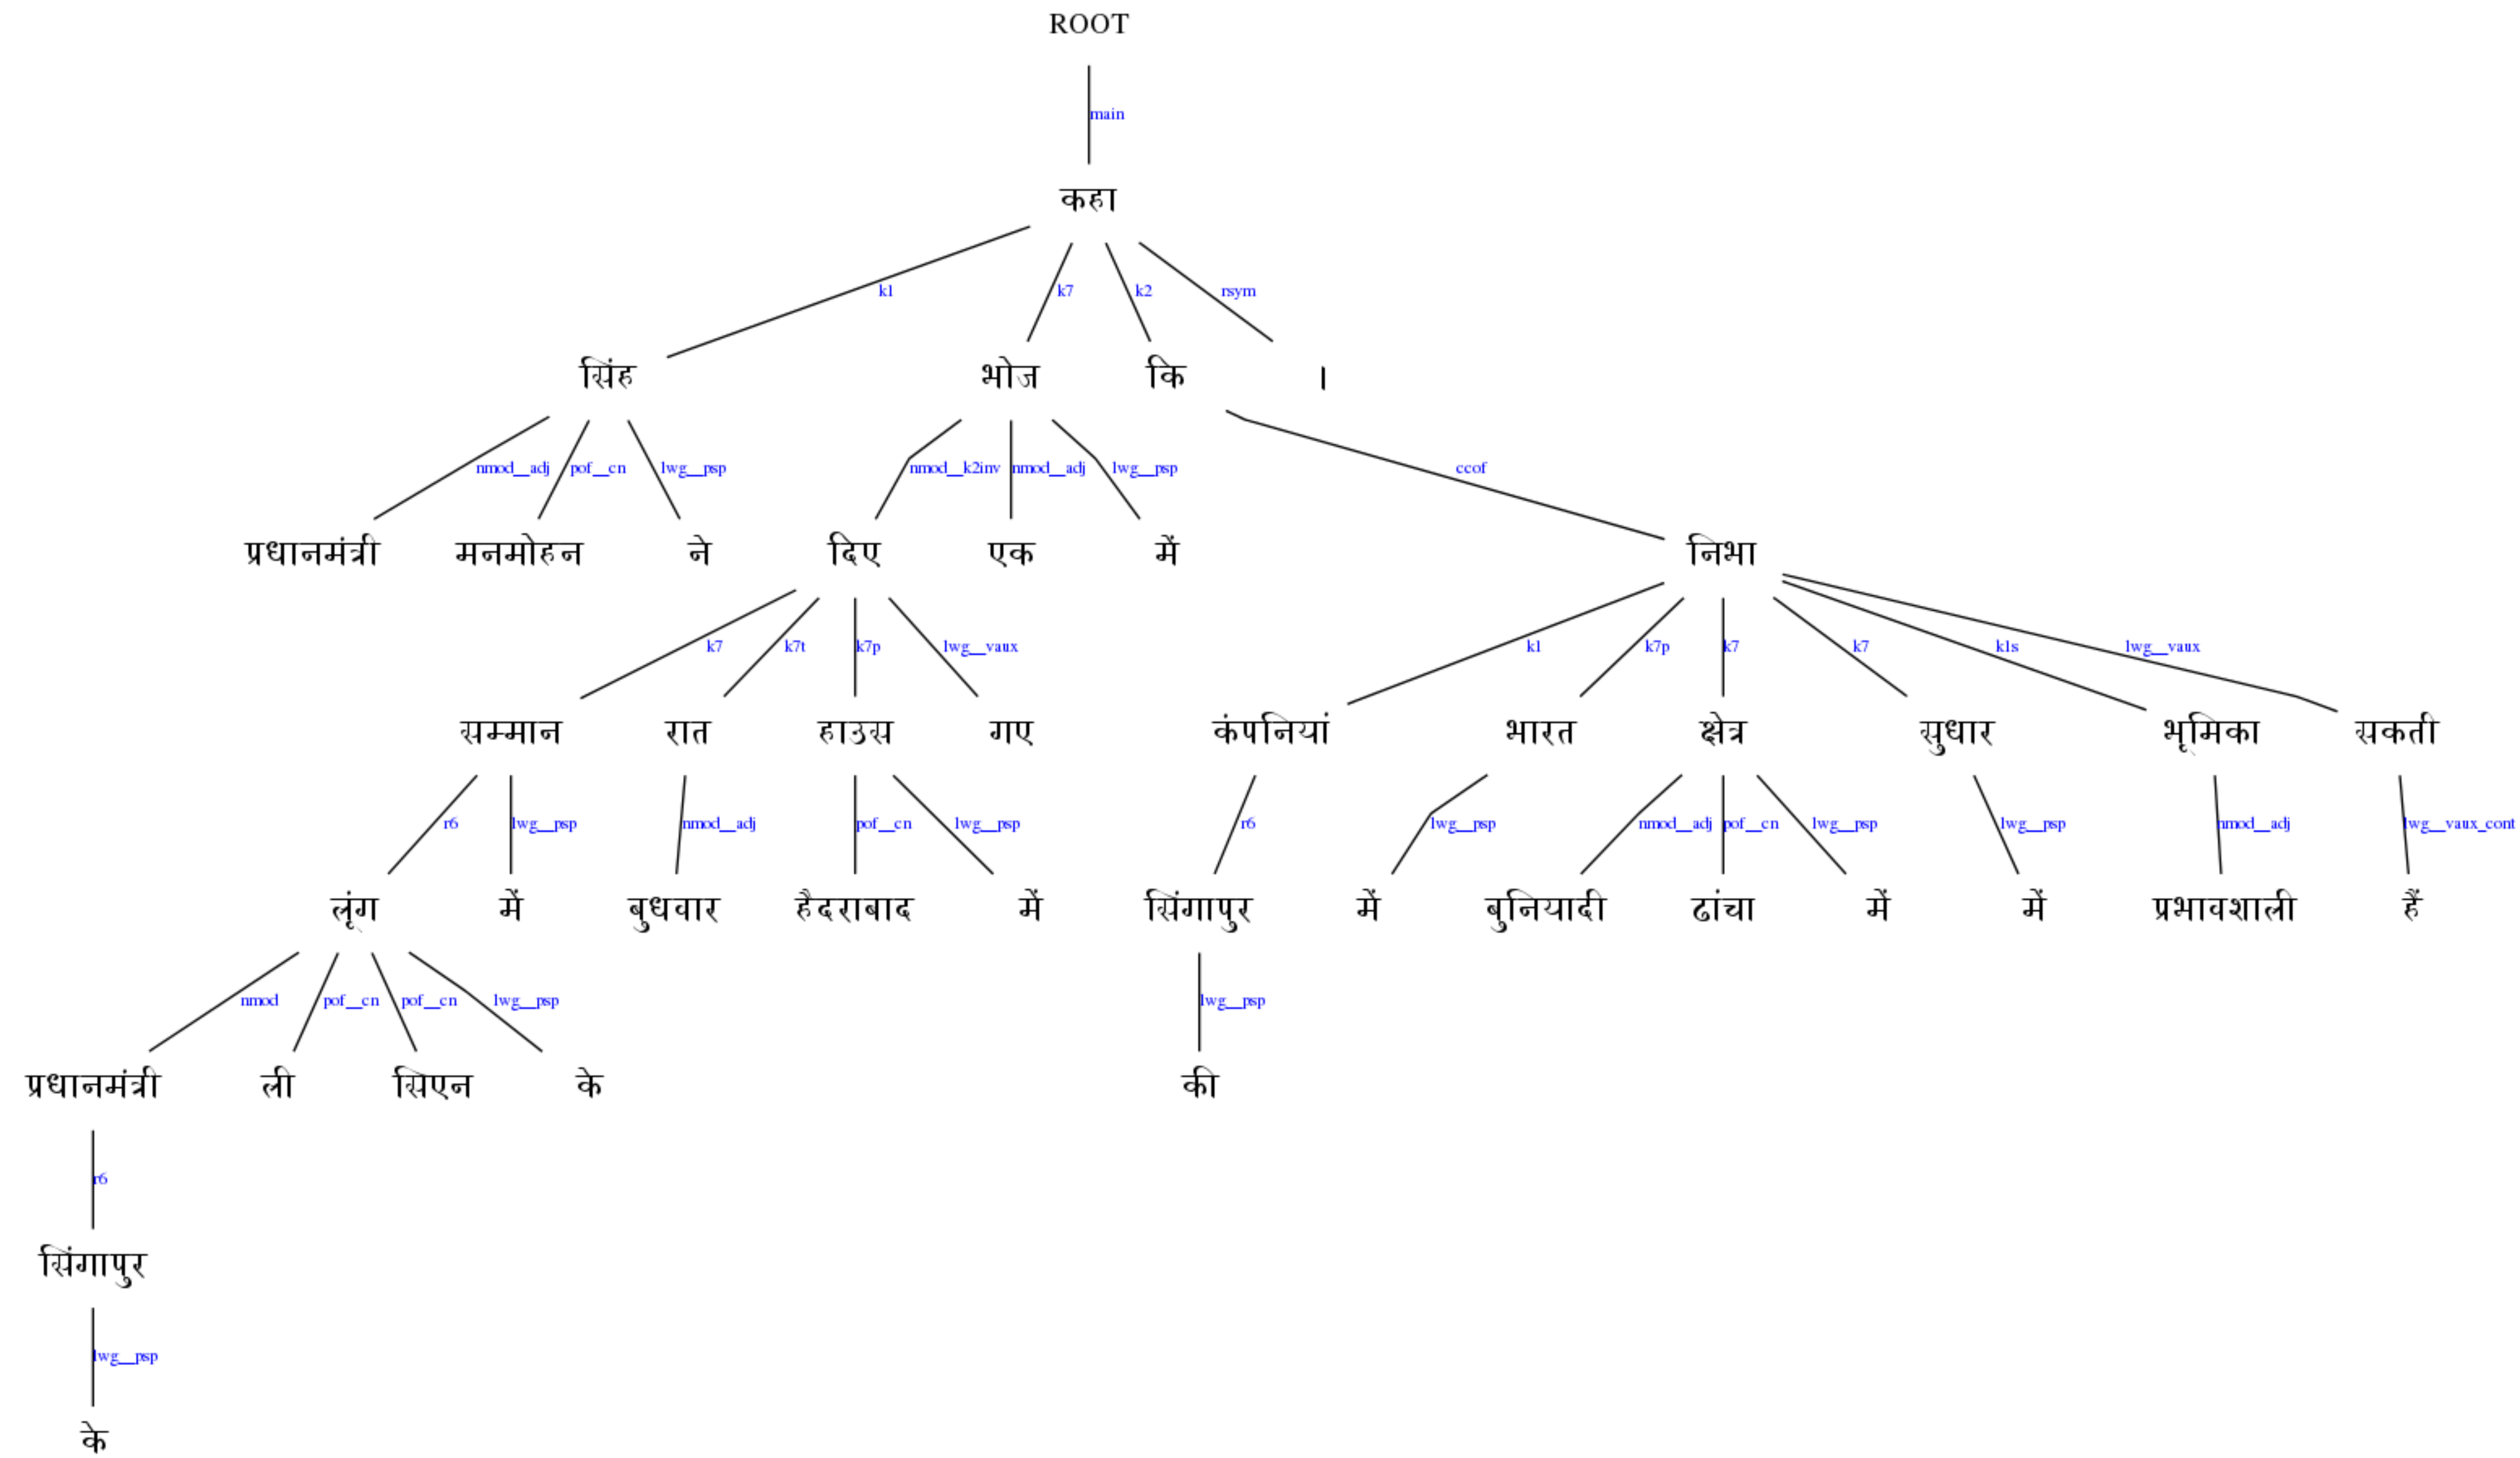 ROOT
main
कहा
k1 k7 k2 rsym
सिंह भोज कि ।
nmod__adj pof__cn lwg__psp nmod__k2inv nmod__adj lwg__psp ccof
प्रधानमंत्री मनमोहन ने दिए एक में निभा
k7 k7t k7p lwg__vaux k1 k7p k7 k7 k1s lwg__vaux
सम्मान रात हाउस गए कंपनियां भारत क्षेत्र सुधार भूमिका सकती
r6 lwg__psp nmod__adj pof__cn lwg__psp r6 lwg__psp nmod__adj pof__cn lwg__psp lwg__psp nmod__adj lwg__vaux_cont
लूंग में बुधवार हैदराबाद में सिंगापुर में बुनियादी ढांचा में में प्रभावशाली हैं
nmod pof__cn pof__cn lwg__psp lwg__psp
प्रधानमंत्री ली सिएन के की
r6
सिंगापुर
lwg__psp
के